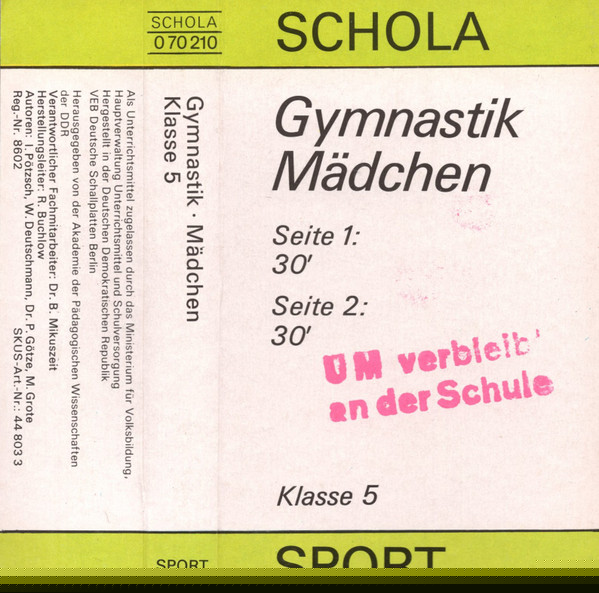 SCHOLA
0 70 210
SCHOLA
Gymnastik
Mädchen
Seite 1:
30'
Seite 2:
30'
UM verbleib'
an der Schule
Klasse 5
SPORT
SPORT
Gymnastik · Mädchen
Klasse 5
Als Unterrichtsmittel zugelassen durch das Ministerium für Volksbildung,
Hauptverwaltung Unterrichtsmittel und Schulversorgung
Hergestellt in der Deutschen Demokratischen Republik
VEB Deutsche Schallplatten Berlin
Herausgegeben von der Akademie der Pädagogischen Wissenschaften
der DDR
Verantwortlicher Fachmitarbeiter: Dr. B. Mikuszeit
Herstellungsleiter: R. Buchlow
Autoren: I. Pötzsch, W. Deutschmann, Dr. P. Götze, M. Grote
Reg.-Nr. 8602 SKUS-Art.-Nr.: 44 803 3